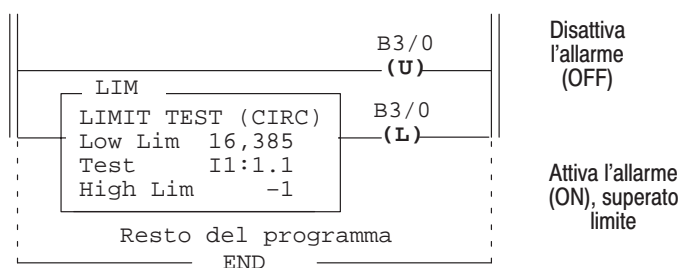 B3/0
(U)
Disattiva
l'allarme
(OFF)
LIM
LIMIT TEST (CIRC)
Low Lim 16,385
Test I1:1.1
High Lim –1
B3/0
(L)
Attiva l'allarme
(ON), superato
limite
Resto del programma
END